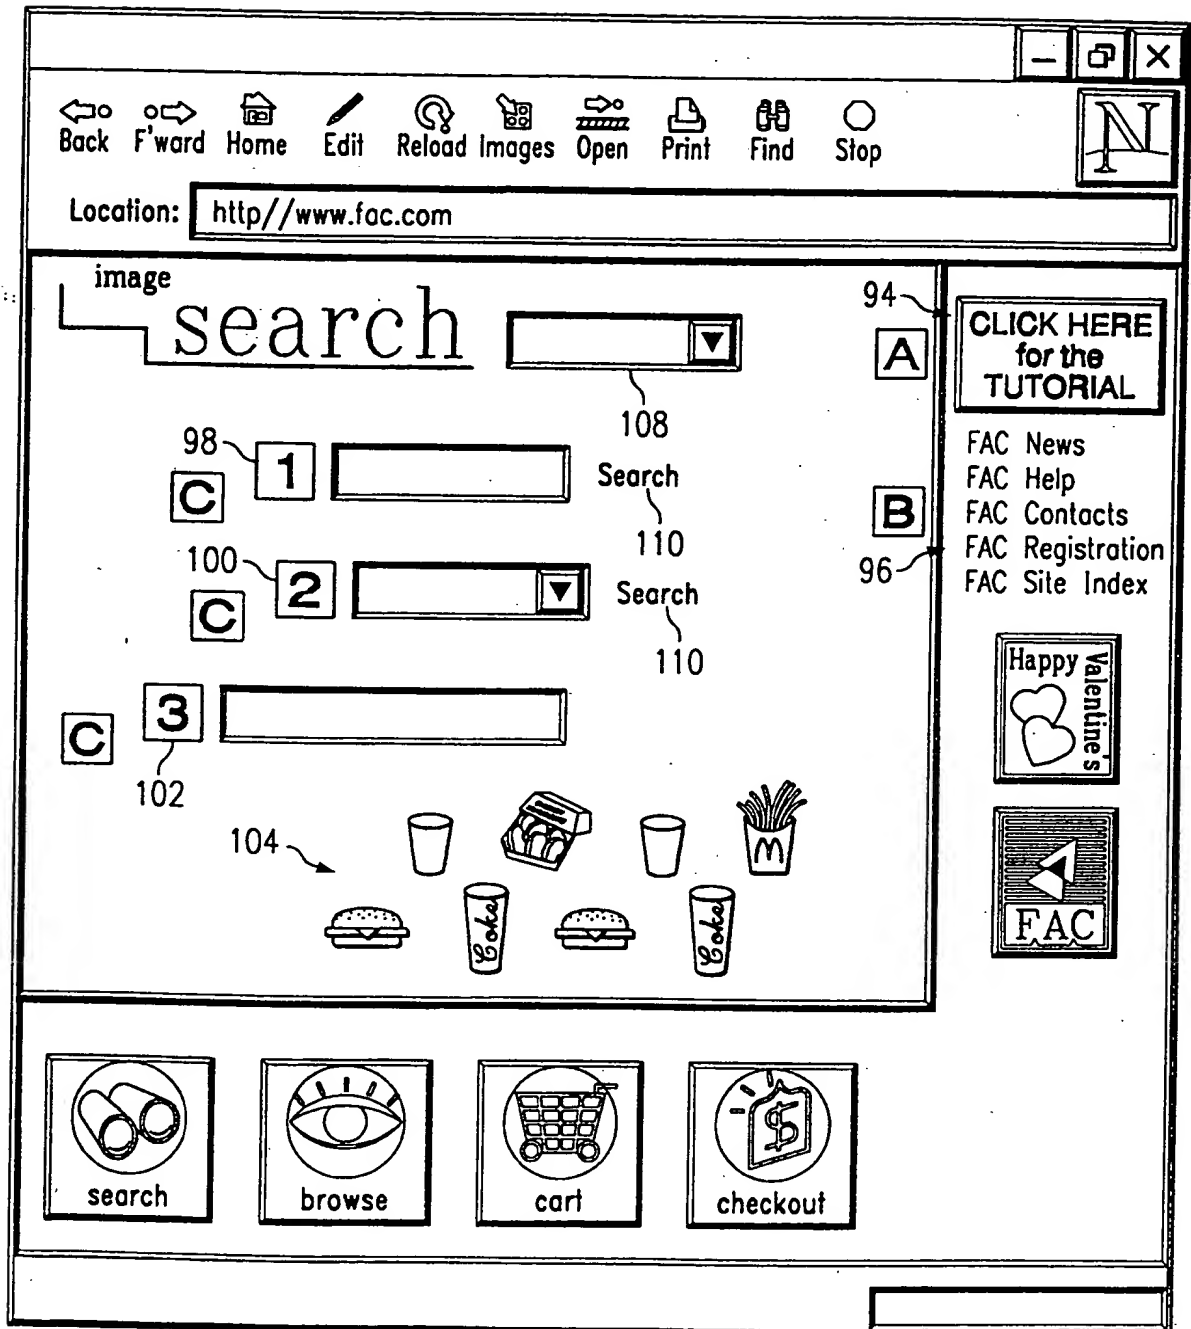 Back F'ward Home Edit Reload Images Open Print Find Stop
N
Location: http//www.fac.com
image
search
108
94
A
CLICK HERE
for the
TUTORIAL
98
1
C
Search
110
B
96
FAC News
FAC Help
FAC Contacts
FAC Registration
FAC Site Index
100
2
C
Search
110
3
C
102
Happy
Valentine's
104
M
Coke
Coke
FAC
$
search
browse
cart
checkout